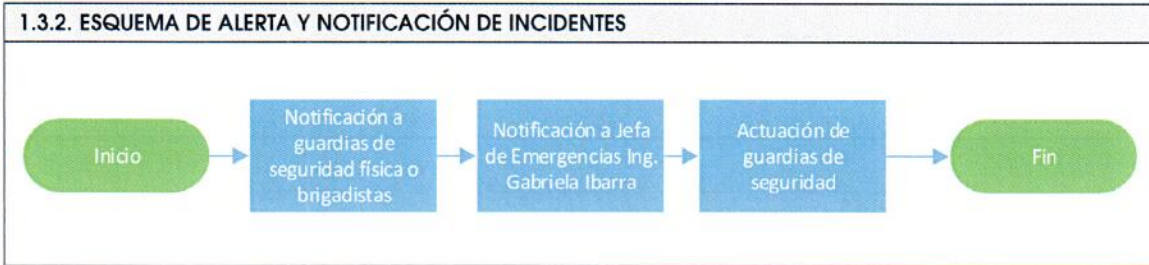 1.3.2. ESQUEMA DE ALERTA Y NOTIFICACIÓN DE INCIDENTES
Inicio
Notificación a
guardias de
seguridad física o
brigadistas
Notificación a Jefa
de Emergencias Ing.
Gabriela Ibarra
Actuación de
guardias de
seguridad
Fin